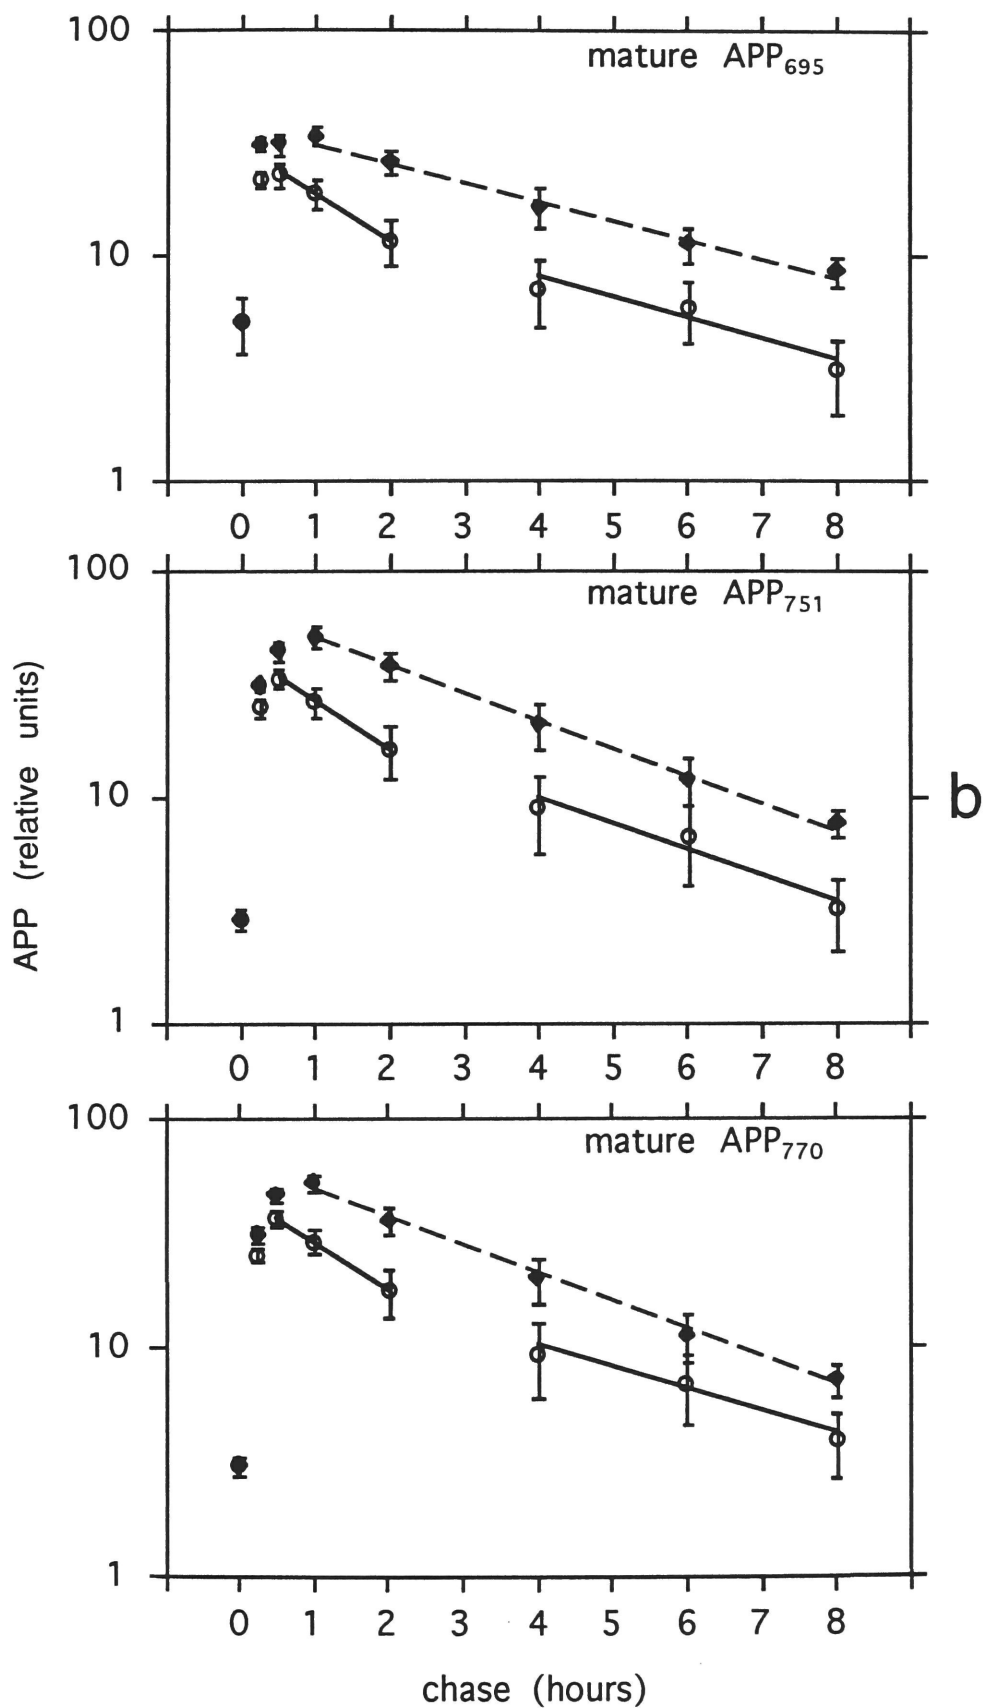 100
mature APP695
10
1
0 1 2 3 4 5 6 7 8
100
mature APP751
10
1
0 1 2 3 4 5 6 7 8
100
mature APP770
10
1
0 1 2 3 4 5 6 7 8
chase (hours)
APP (relative units)
b